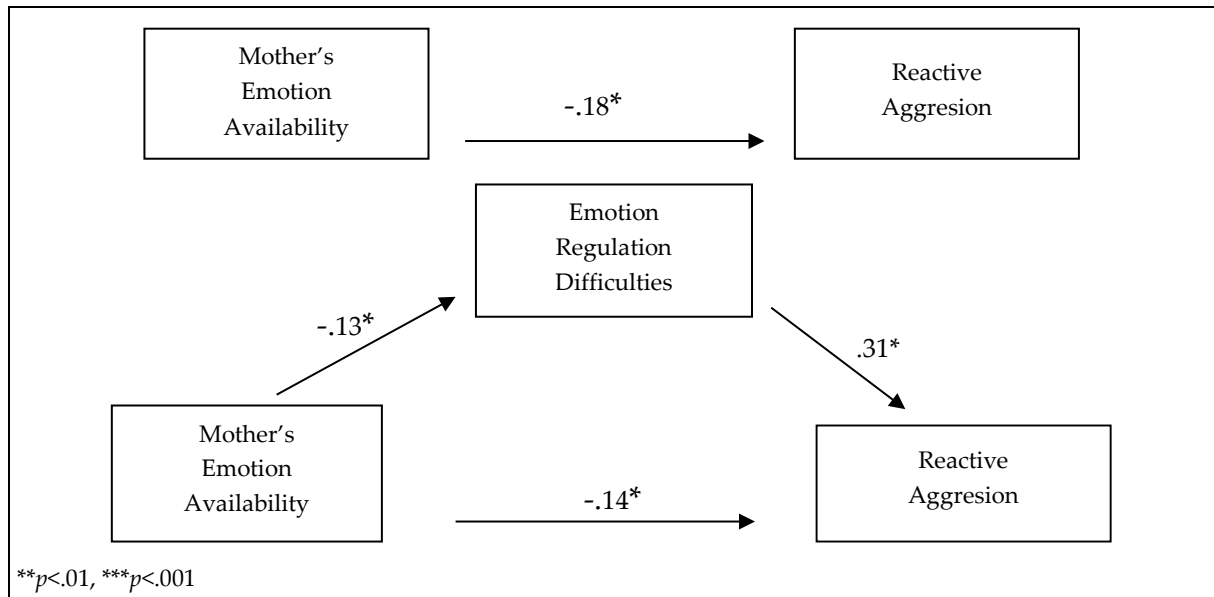 Mother’s
Emotion
Availability
-.18*
Reactive
Aggresion
Emotion
Regulation
Difficulties
-.13*
.31*
Mother’s
Emotion
Availability
-.14*
Reactive
Aggresion
**p<.01, ***p<.001